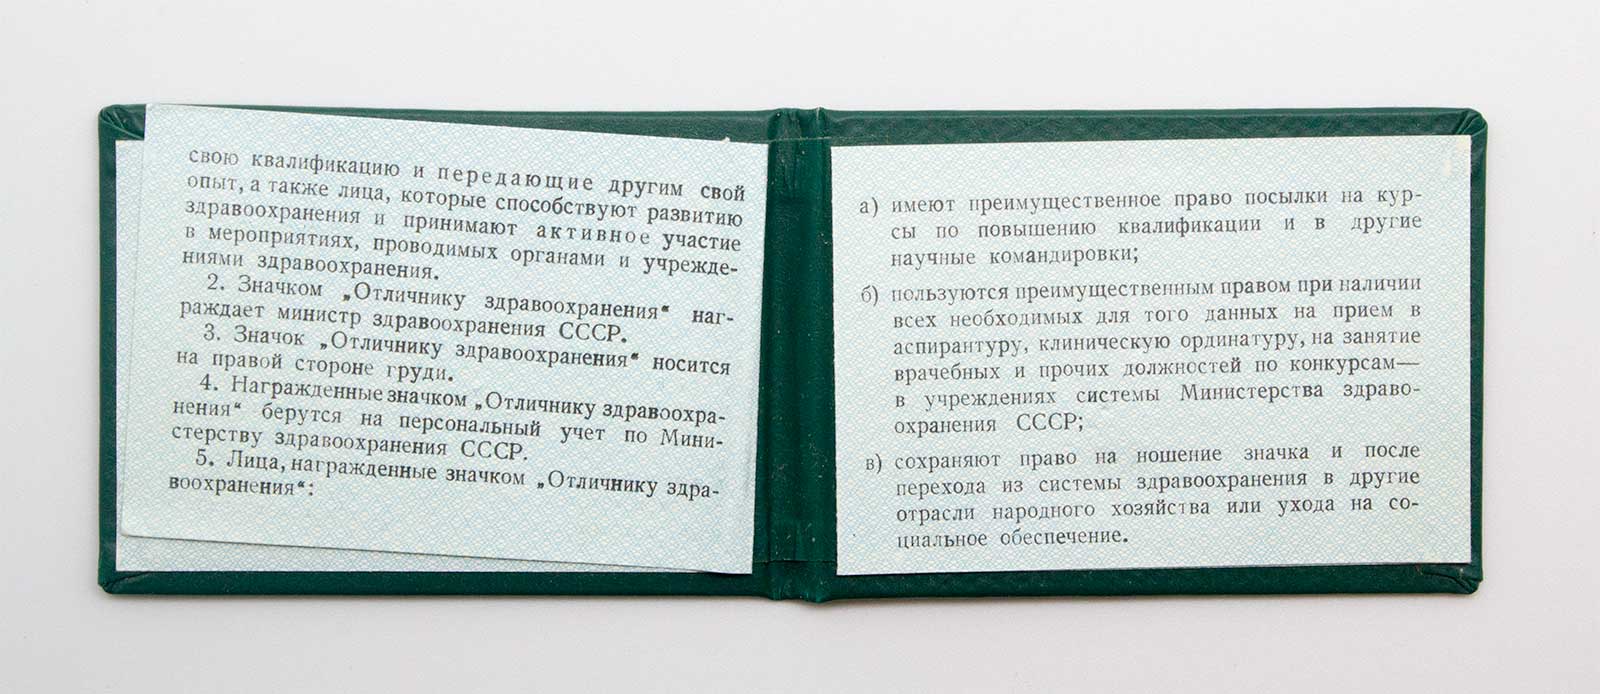 свою квалификацию и передающие другим свой
опыт, а также лица, которые способствуют развитию
здравоохранения и принимают активное участие
в мероприятиях, проводимых органами и учрежде-
ниями здравоохранения.
2. Значком „Отличнику здравоохранения“ наг-
раждает министр здравоохранения СССР.
3. Значок „Отличнику здравоохранения“ носится
на правой стороне груди.
4. Награжденные значком „Отличнику здравоохра-
нения“ берутся на персональный учет по Мини-
стерству здравоохранения СССР.
5. Лица, награжденные значком „Отличнику здра-
воохранения“:
а) имеют преимущественное право посылки на кур-
сы по повышению квалификации и в другие
научные командировки;
б) пользуются преимущественным правом при наличии
всех необходимых для того данных на прием в
аспирантуру, клиническую ординатуру, на занятие
врачебных и прочих должностей по конкурсам—
в учреждениях системы Министерства здраво-
охранения СССР;
в) сохраняют право на ношение значка и после
перехода из системы здравоохранения в другие
отрасли народного хозяйства или ухода на со-
циальное обеспечение.